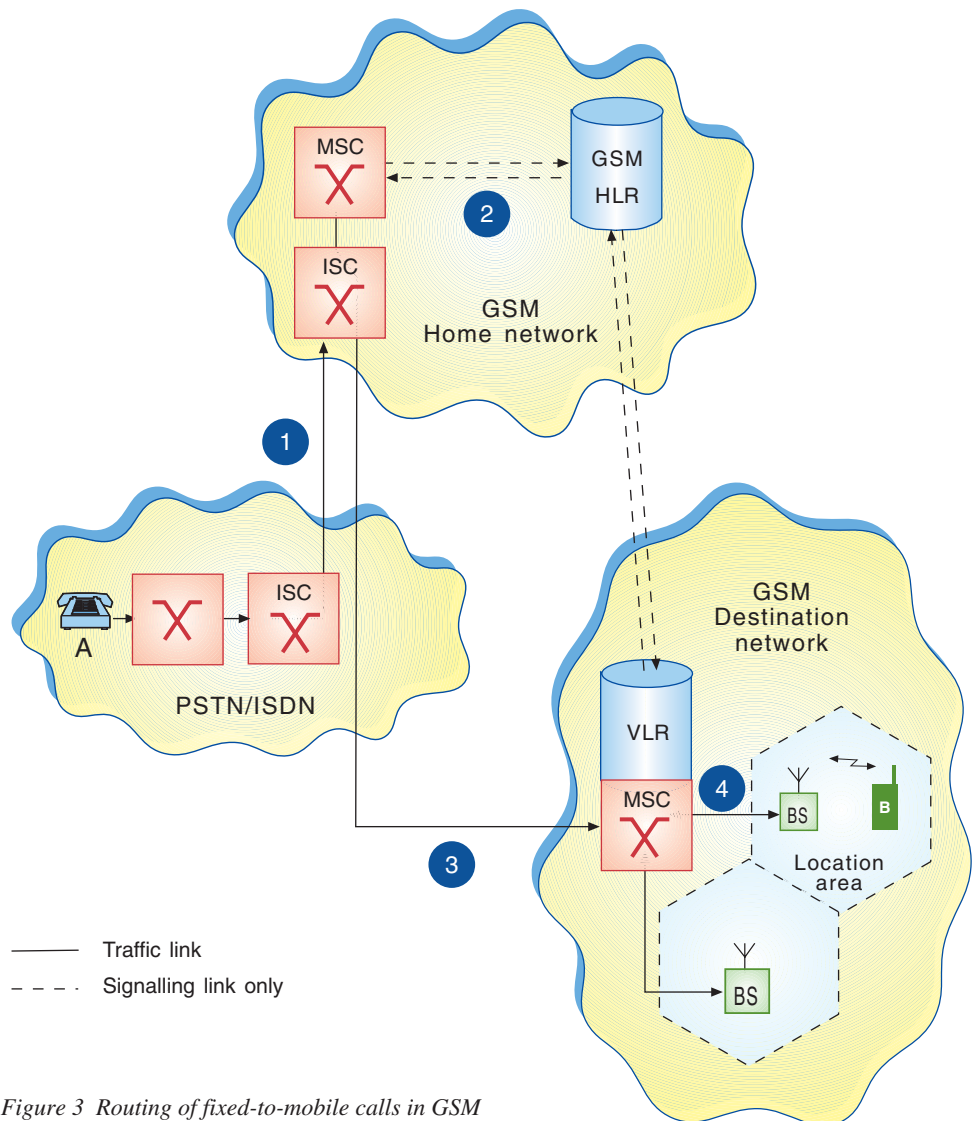 MSC
GSM
HLR
2
ISC
GSM
Home network
1
ISC
A
PSTN/ISDN
GSM
Destination
network
VLR
4
MSC
BS
B
Location
area
3
BS
Traffic link
Signalling link only
Figure 3 Routing of fixed-to-mobile calls in GSM